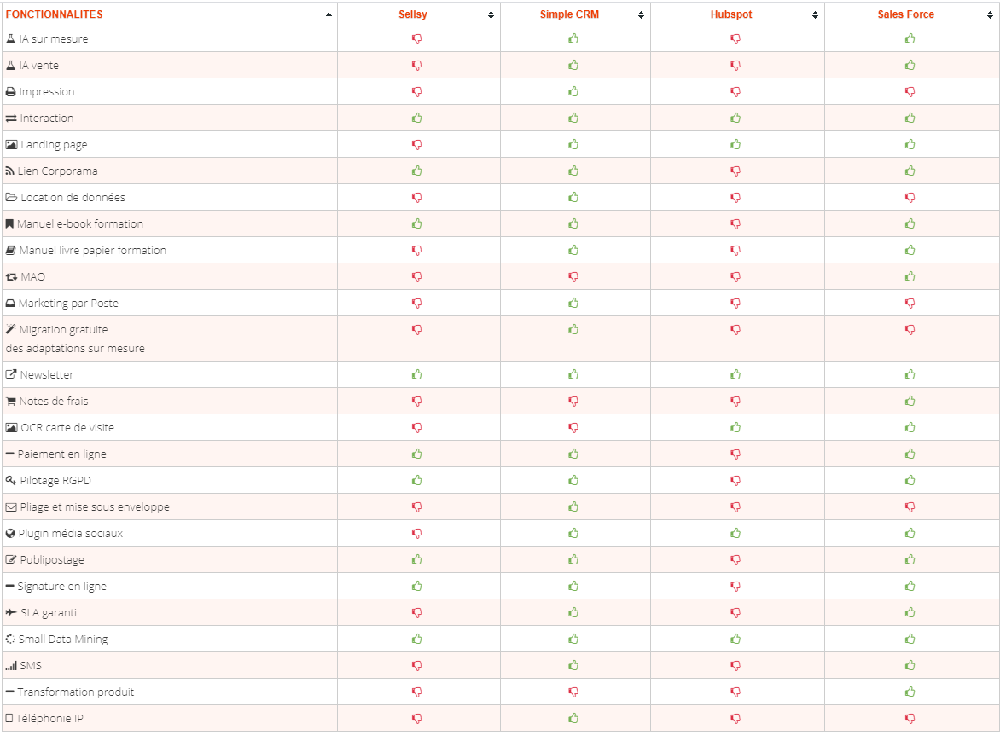 FONCTIONNALITES Sellsy Simple CRM Hubspot Sales Force
IA sur mesure
IA vente
Impression
Interaction
Landing page
Lien Corporama
Location de données
Manuel e-book formation
Manuel livre papier formation
MAO
Marketing par Poste
Migration gratuite
des adaptations sur mesure
Newsletter
Notes de frais
OCR carte de visite
Paiement en ligne
Pilotage RGPD
Pliage et mise sous enveloppe
Plugin média sociaux
Publipostage
Signature en ligne
SLA garanti
Small Data Mining
SMS
Transformation produit
Téléphonie IP